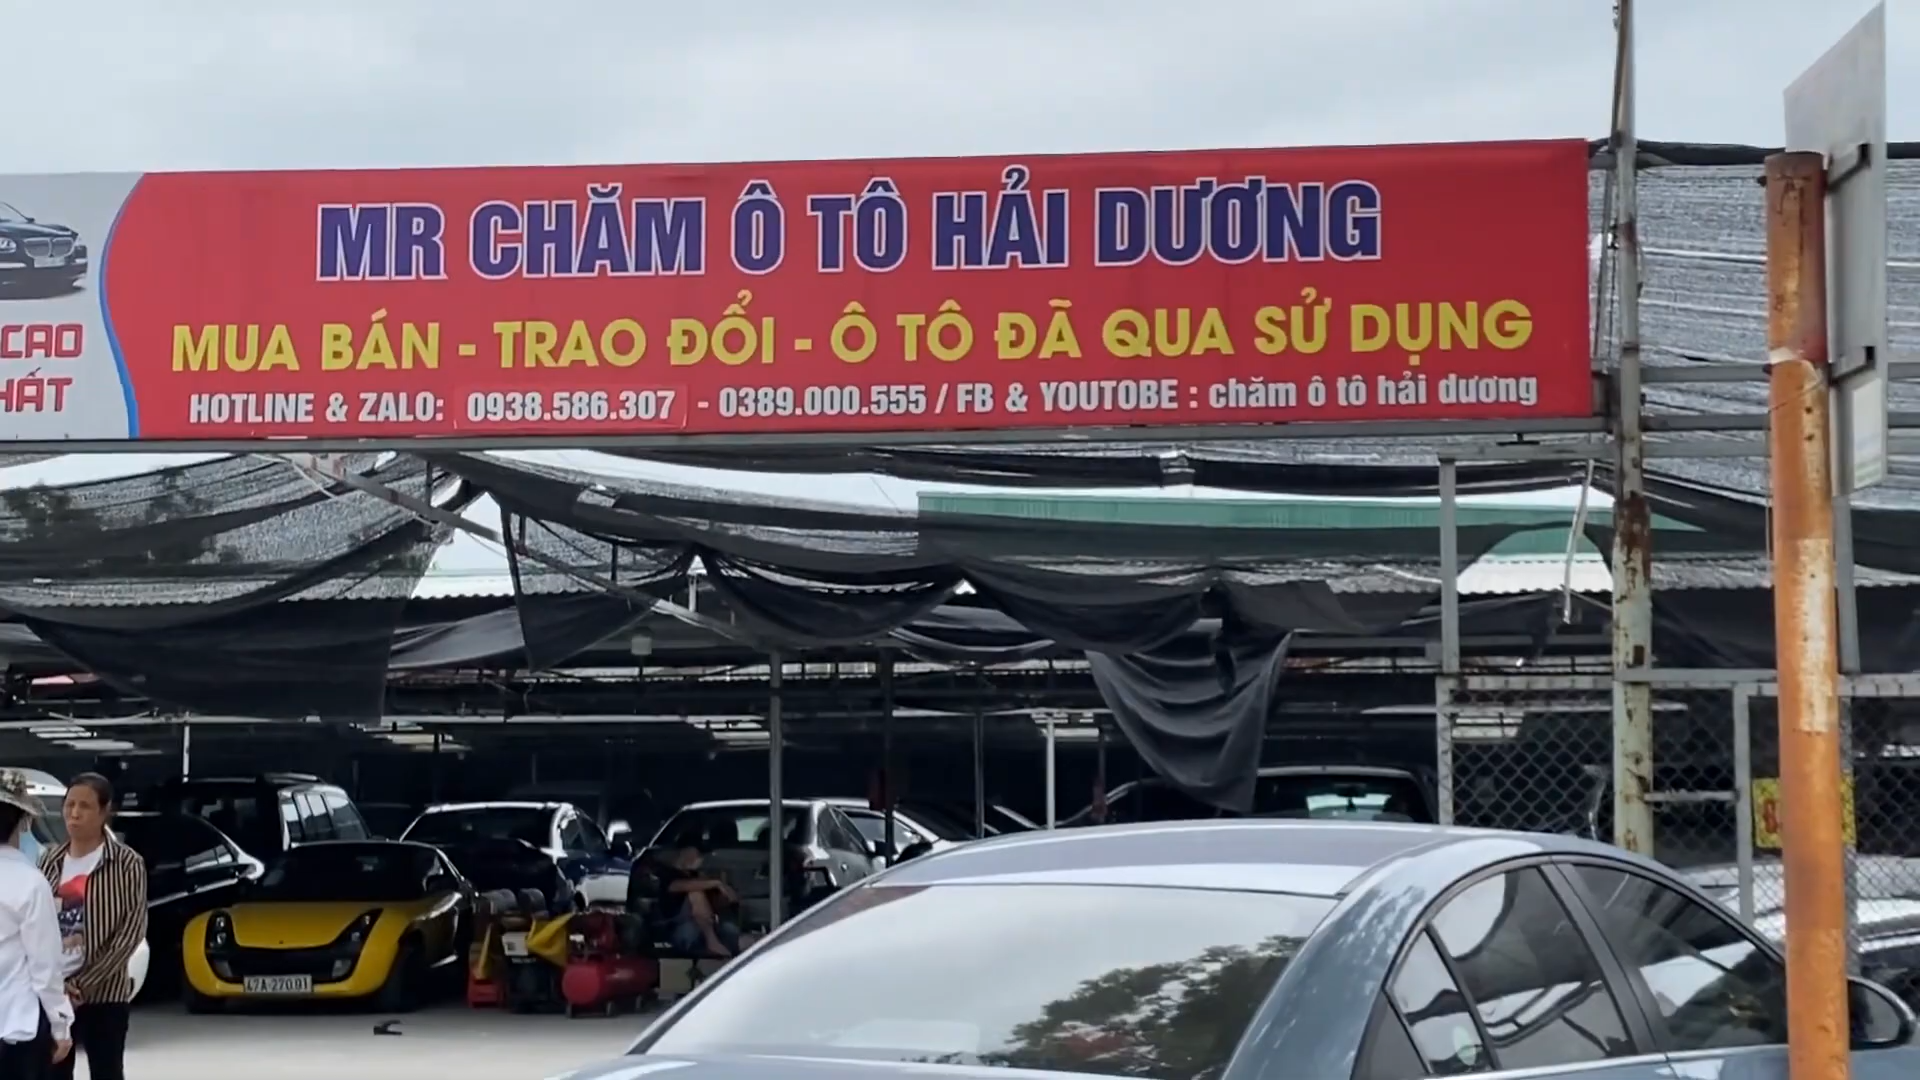 CAO
HẤT
MR CHĂM Ô TÔ HẢI DƯƠNG
MUA BÁN - TRAO ĐỔI - Ô TÔ ĐÃ QUA SỬ DỤNG
HOTLINE & ZALO: 0938.586.307 - 0389.000.555 / FB & YOUTOBE : chăm ô tô hải dương
47A-270.91